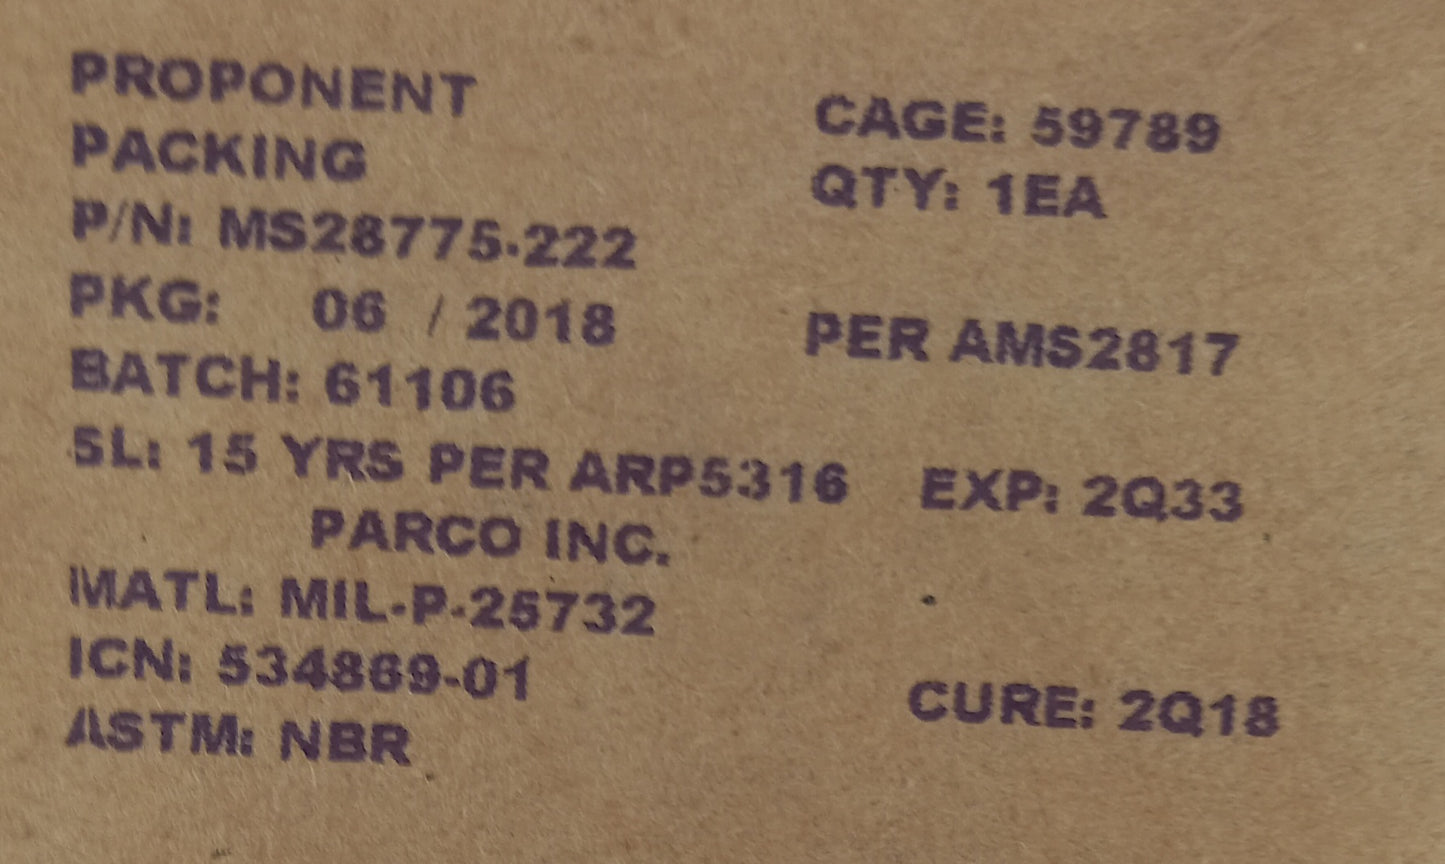 PROPONENT
PACKING CAGE: 59789
P/N: MS28775-222 QTY: 1EA
PKG: 06 / 2018 PER AMS2817
BATCH: 61106
SL: 15 YRS PER ARP5316 EXP: 2Q33
PARCO INC.
MATL: MIL-P-25732
ICN: 534869-01
ASTM: NBR CURE: 2Q18